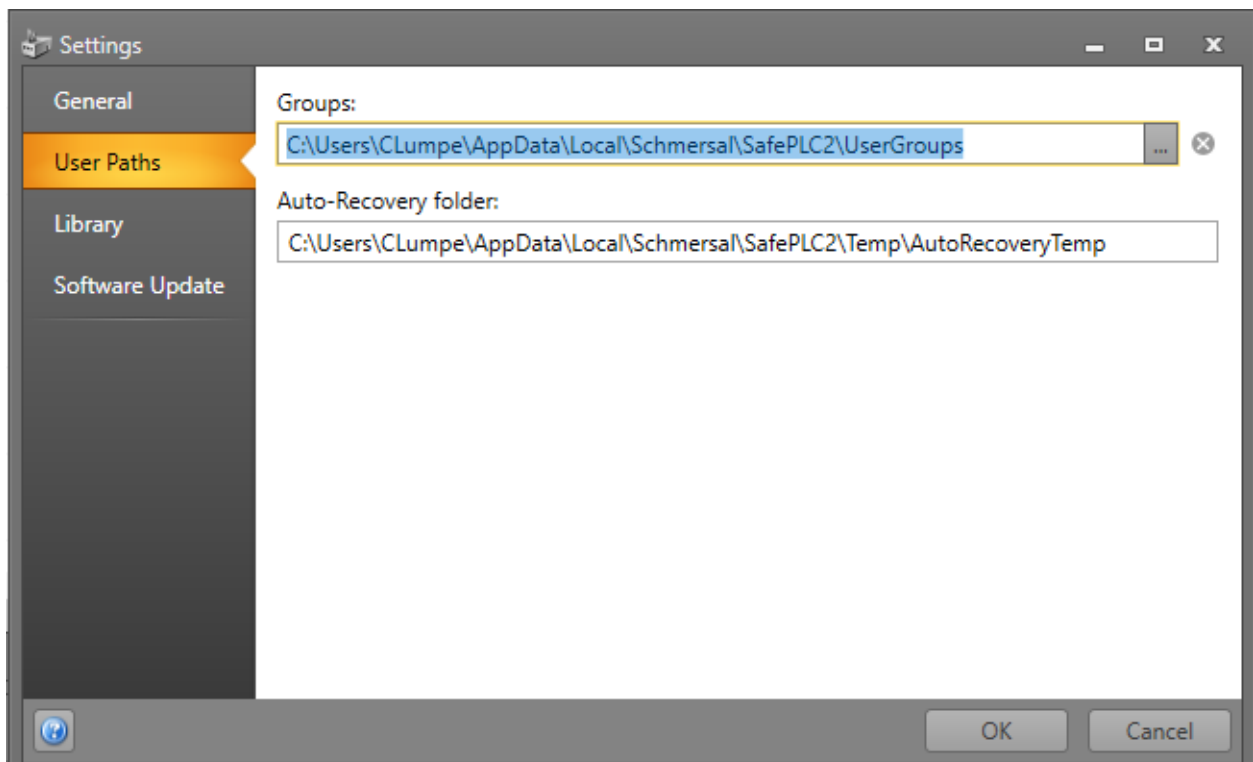 Settings
General
User Paths
Library
Software Update
Groups:
C:\Users\CLumpe\AppData\Local\Schmersal\SafePLC2\UserGroups
...
Auto-Recovery folder:
C:\Users\CLumpe\AppData\Local\Schmersal\SafePLC2\Temp\AutoRecoveryTemp
?
OK
Cancel